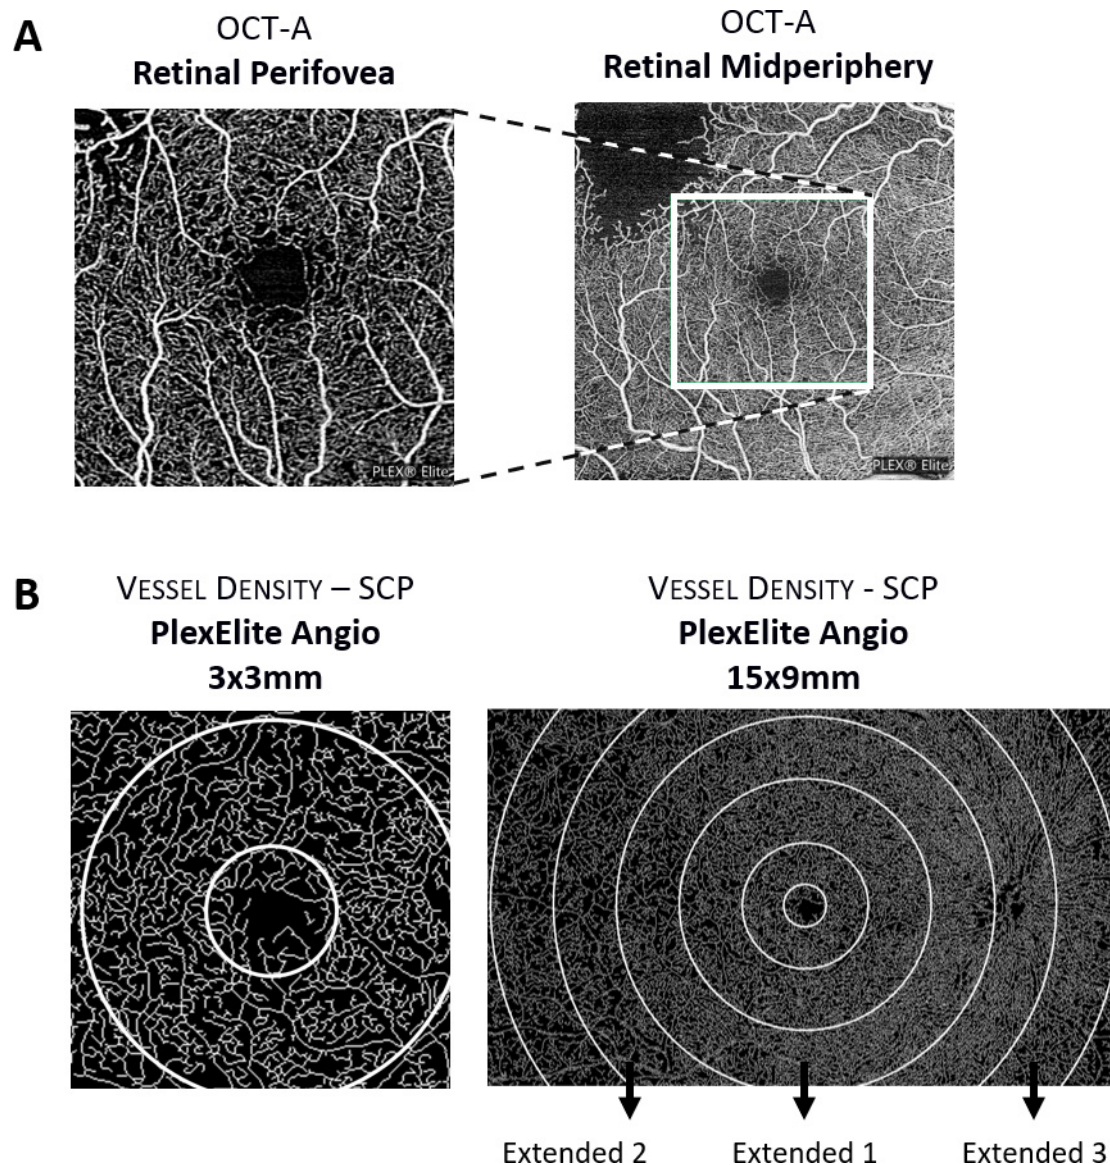 A
OCT-A
Retinal Perifovea
OCT-A
Retinal Midperiphery
PLEX® Elite
PLEX® Elite
B
VESSEL DENSITY – SCP
PlexElite Angio
3x3mm
VESSEL DENSITY - SCP
PlexElite Angio
15x9mm
Extended 2
Extended 1
Extended 3